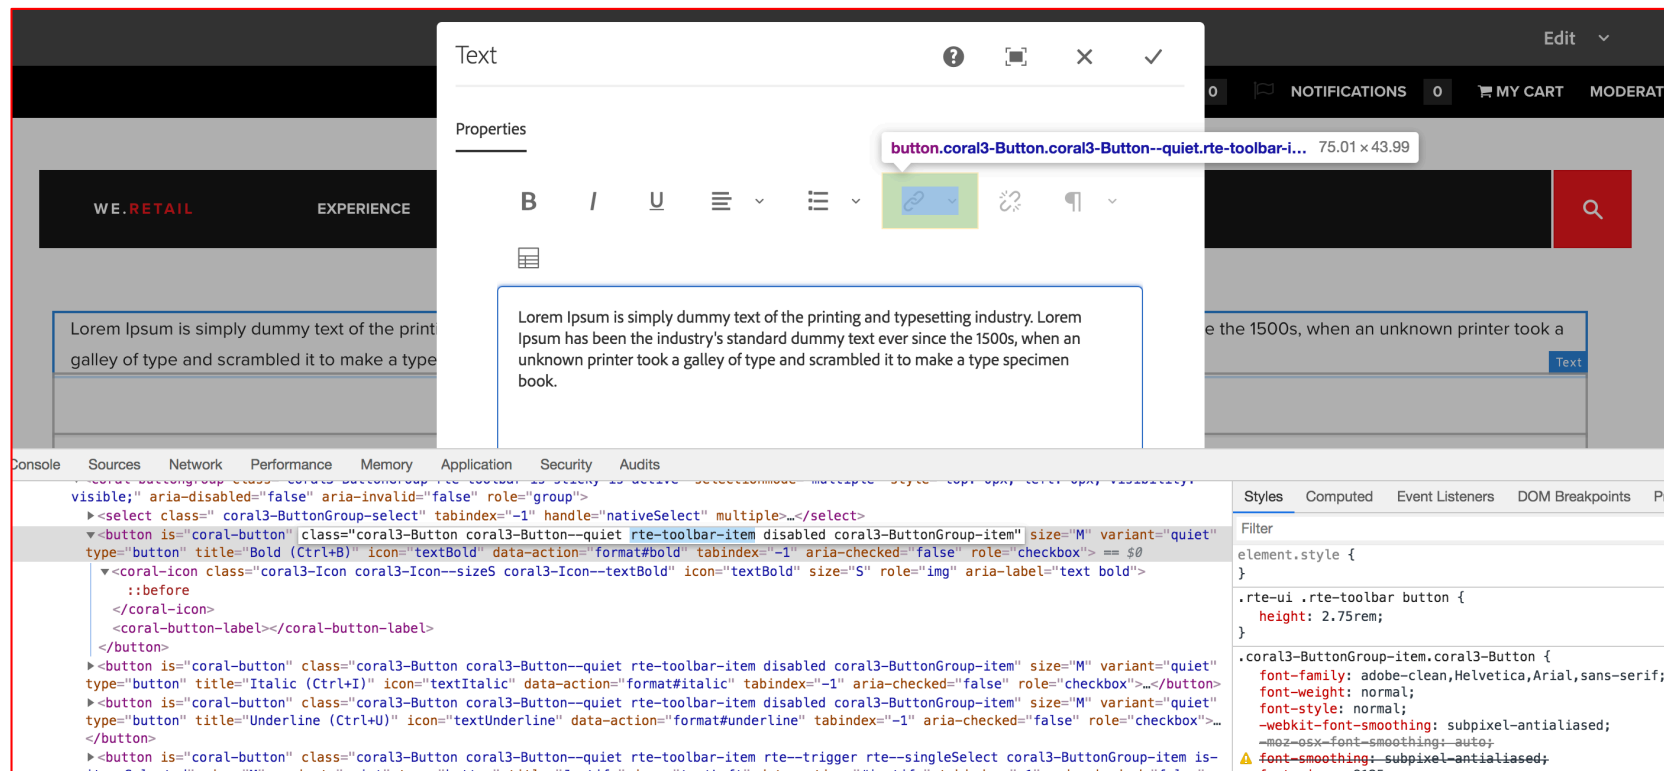 Text
Edit
0 NOTIFICATIONS 0 MY CART MODERAT
Properties
button.coral3-Button.coral3-Button--quiet.rte-toolbar-i... 75.01 × 43.99
WE.RETAIL EXPERIENCE
B I U
Lorem Ipsum is simply dummy text of the printi
galley of type and scrambled it to make a type
Lorem Ipsum is simply dummy text of the printing and typesetting industry. Lorem
Ipsum has been the industry's standard dummy text ever since the 1500s, when an
unknown printer took a galley of type and scrambled it to make a type specimen
book.
e the 1500s, when an unknown printer took a
Text
Console Sources Network Performance Memory Application Security Audits
visible;" aria-disabled="false" aria-invalid="false" role="group">
▶<select class=" coral3-ButtonGroup-select" tabindex="-1" handle="nativeSelect" multiple>…</select>
▼<button is="coral-button" class="coral3-Button coral3-Button--quiet rte-toolbar-item disabled coral3-ButtonGroup-item" size="M" variant="quiet"
type="button" title="Bold (Ctrl+B)" icon="textBold" data-action="format#bold" tabindex="-1" aria-checked="false" role="checkbox"> == $0
▼<coral-icon class="coral3-Icon coral3-Icon--sizeS coral3-Icon--textBold" icon="textBold" size="S" role="img" aria-label="text bold">
::before
</coral-icon>
<coral-button-label></coral-button-label>
</button>
▶<button is="coral-button" class="coral3-Button coral3-Button--quiet rte-toolbar-item disabled coral3-ButtonGroup-item" size="M" variant="quiet"
type="button" title="Italic (Ctrl+I)" icon="textItalic" data-action="format#italic" tabindex="-1" aria-checked="false" role="checkbox">…</button>
▶<button is="coral-button" class="coral3-Button coral3-Button--quiet rte-toolbar-item disabled coral3-ButtonGroup-item" size="M" variant="quiet"
type="button" title="Underline (Ctrl+U)" icon="textUnderline" data-action="format#underline" tabindex="-1" aria-checked="false" role="checkbox">…
</button>
▶<button is="coral-button" class="coral3-Button coral3-Button--quiet rte-toolbar-item rte--trigger rte--singleSelect coral3-ButtonGroup-item is-
Styles Computed Event Listeners DOM Breakpoints
Filter
element.style {
}
.rte-ui .rte-toolbar button {
height: 2.75rem;
}
.coral3-ButtonGroup-item.coral3-Button {
font-family: adobe-clean,Helvetica,Arial,sans-serif;
font-weight: normal;
font-style: normal;
-webkit-font-smoothing: subpixel-antialiased;
-moz-osx-font-smoothing: auto;
font-smoothing: subpixel-antialiased;